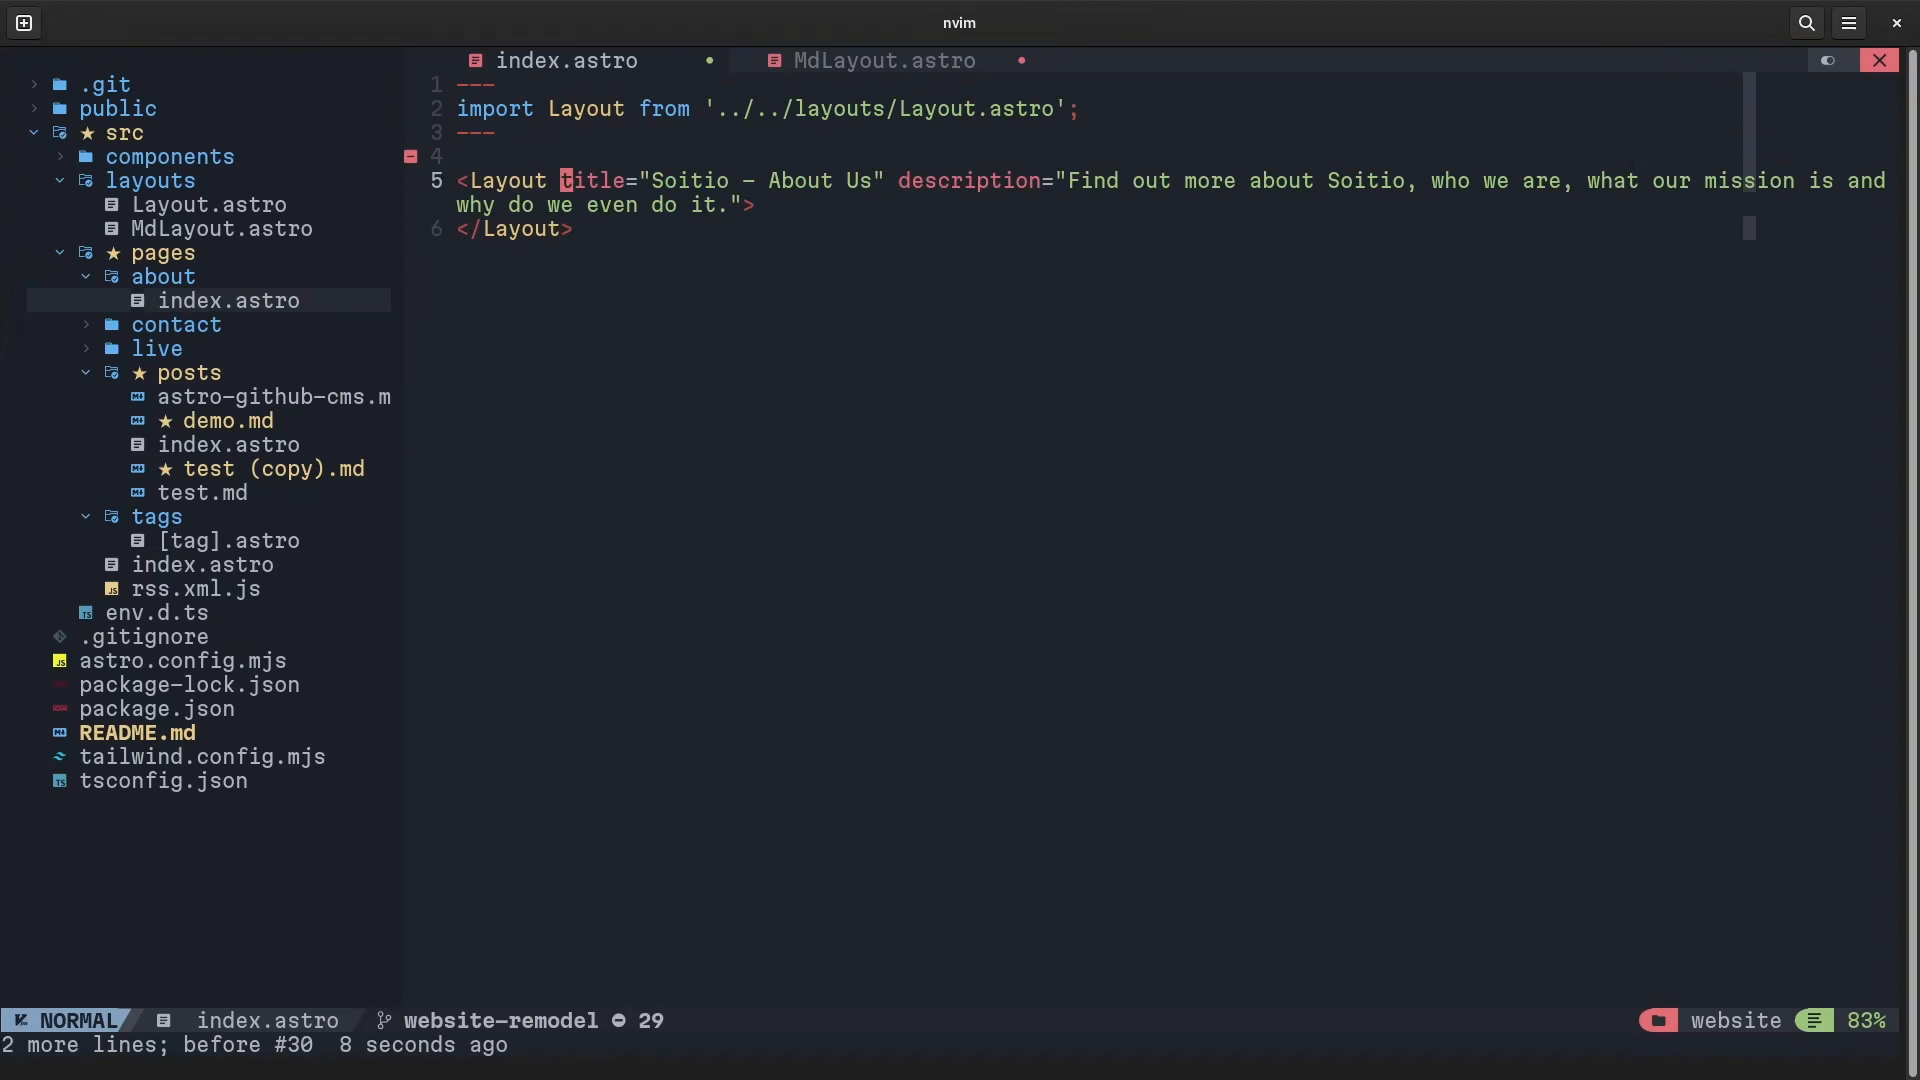 nvim
.git
public
★ src
components
layouts
Layout.astro
MdLayout.astro
★ pages
about
index.astro
contact
live
★ posts
astro-github-cms.m
★ demo.md
index.astro
★ test (copy).md
test.md
tags
[tag].astro
index.astro
rss.xml.js
env.d.ts
.gitignore
astro.config.mjs
package-lock.json
package.json
README.md
tailwind.config.mjs
tsconfig.json
index.astro ● MdLayout.astro ●
1 ---
2 import Layout from '../../layouts/Layout.astro';
3 ---
4
5 <Layout title="Soitio - About Us" description="Find out more about Soitio, who we are, what our mission is and
why do we even do it.">
6 </Layout>
NORMAL index.astro website-remodel 29 website 83%
2 more lines; before #30 8 seconds ago